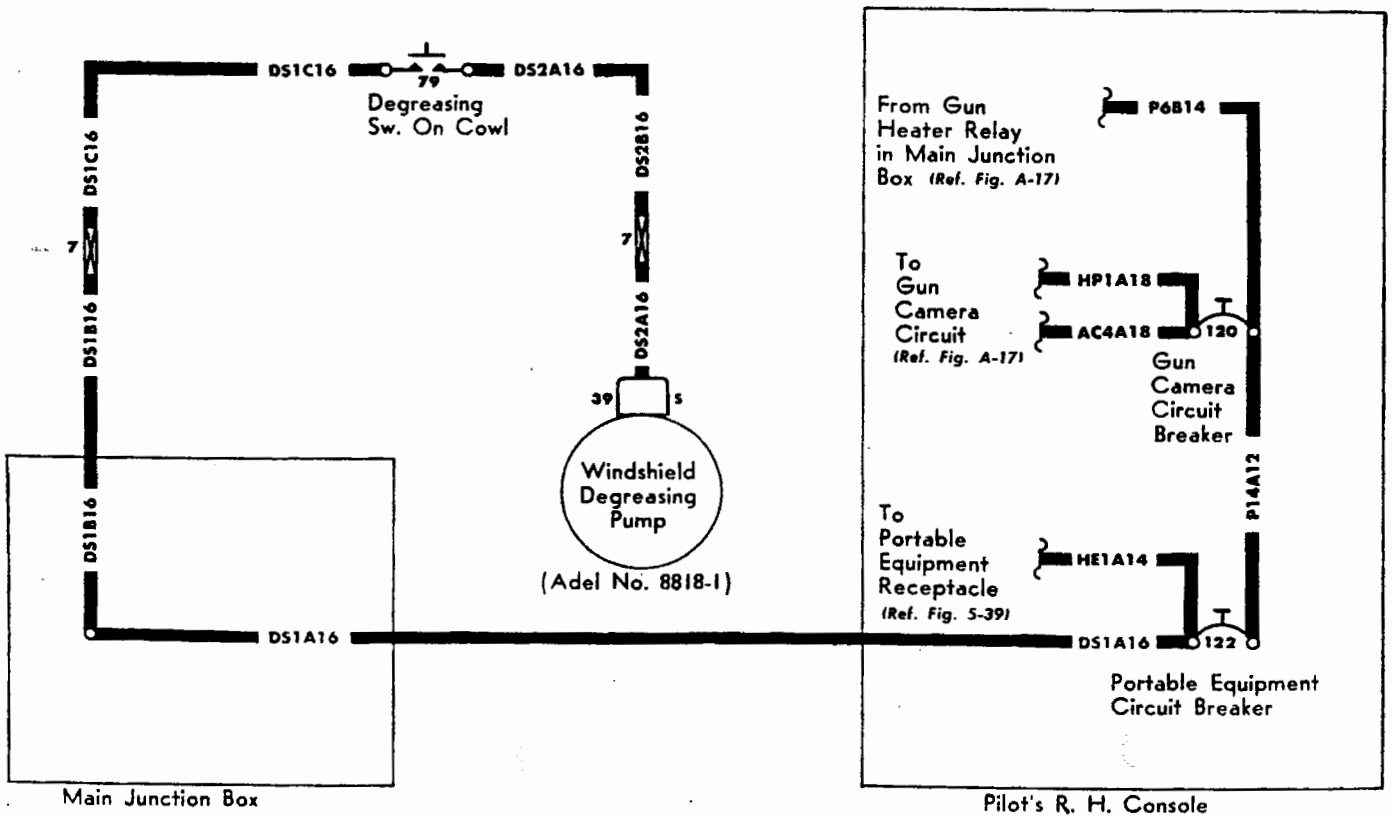 DS1C16
79
DS2A16
Degreasing
Sw. On Cowl
DS1C16
DS2B16
7
7
DS1B16
DS2A16
39
S
Windshield
Degreasing
Pump
(Adel No. 8818-1)
DS1B16
DS1A16
Main Junction Box
From Gun
Heater Relay
in Main Junction
Box (Ref. Fig. A-17)
P6B14
To
Gun
Camera
Circuit
(Ref. Fig. A-17)
HP1A18
AC4A18
120
Gun
Camera
Circuit
Breaker
P14A12
To
Portable
Equipment
Receptacle
(Ref. Fig. 5-39)
HE1A14
DS1A16
122
Portable Equipment
Circuit Breaker
Pilot's R. H. Console